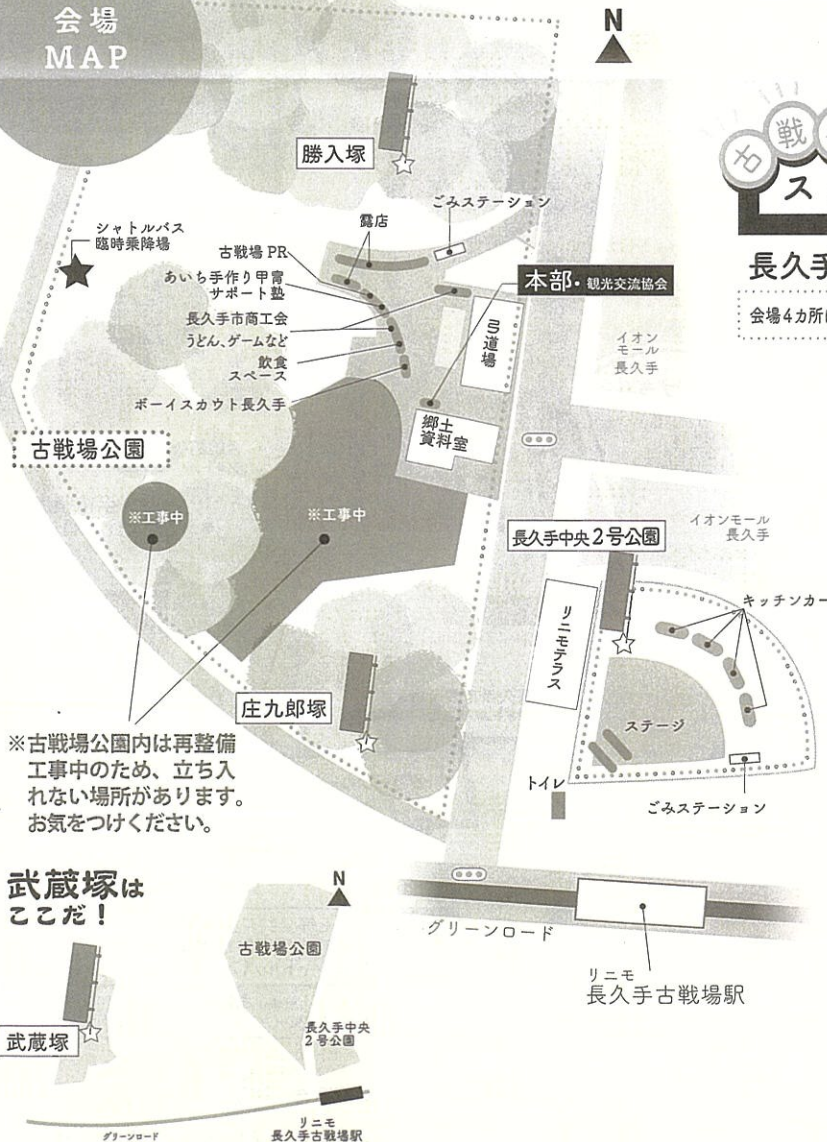 会場
MAP
N
勝入塚
シャトルバス
臨時乗降場
露店
ごみステーション
古戦場 PR
あいち手作り甲冑
サポート塾
長久手市商工会
うどん、ゲームなど
飲食
スペース
ボーイスカウト長久手
本部・観光交流協会
弓道場
郷土
資料室
イオン
モール
長久手
古戦
ス
長久手
会場4カ所
古戦場公園
※工事中
※工事中
長久手中央2号公園
イオンモール
長久手
リニモテラス
キッチンカー
ステージ
トイレ
ごみステーション
庄九郎塚
※古戦場公園内は再整備
工事中のため、立ち入
れない場所があります。
お気をつけください。
グリーンロード
リニモ
長久手古戦場駅
武蔵塚は
ここだ！
N
古戦場公園
武蔵塚
長久手中央
2号公園
グリーンロード
リニモ
長久手古戦場駅